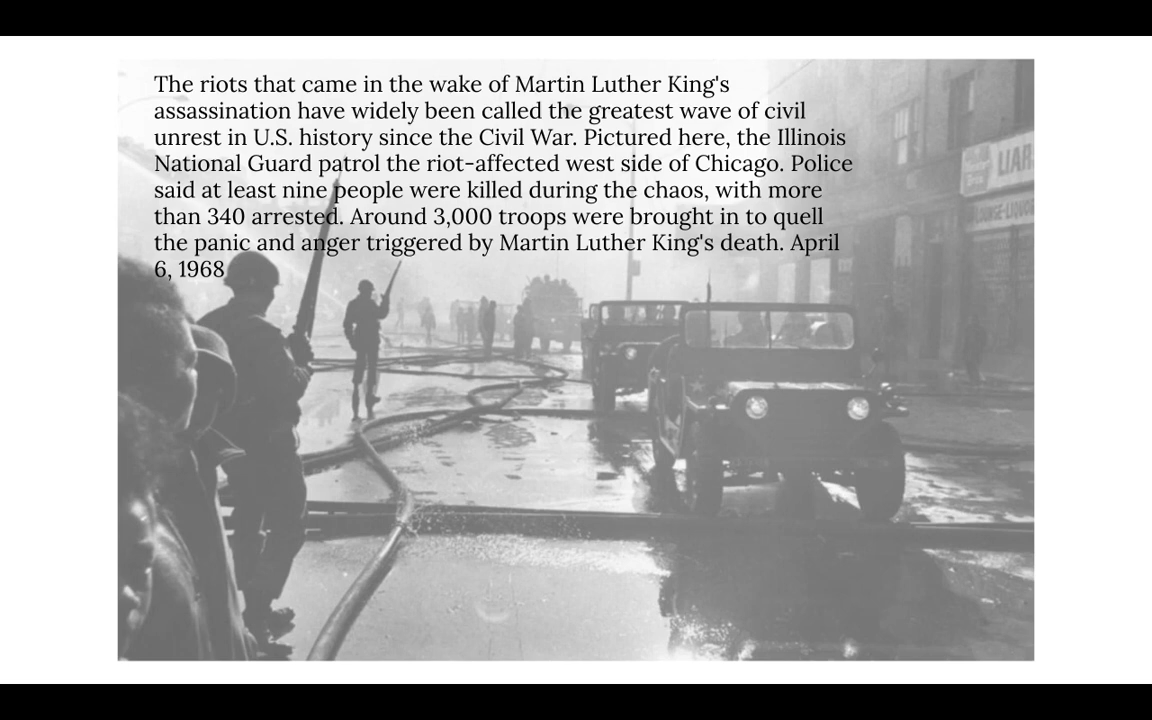 The riots that came in the wake of Martin Luther King's
assassination have widely been called the greatest wave of civil
unrest in U.S. history since the Civil War. Pictured here, the Illinois
National Guard patrol the riot-affected west side of Chicago. Police
said at least nine people were killed during the chaos, with more
than 340 arrested. Around 3,000 troops were brought in to quell
the panic and anger triggered by Martin Luther King's death. April
6, 1968